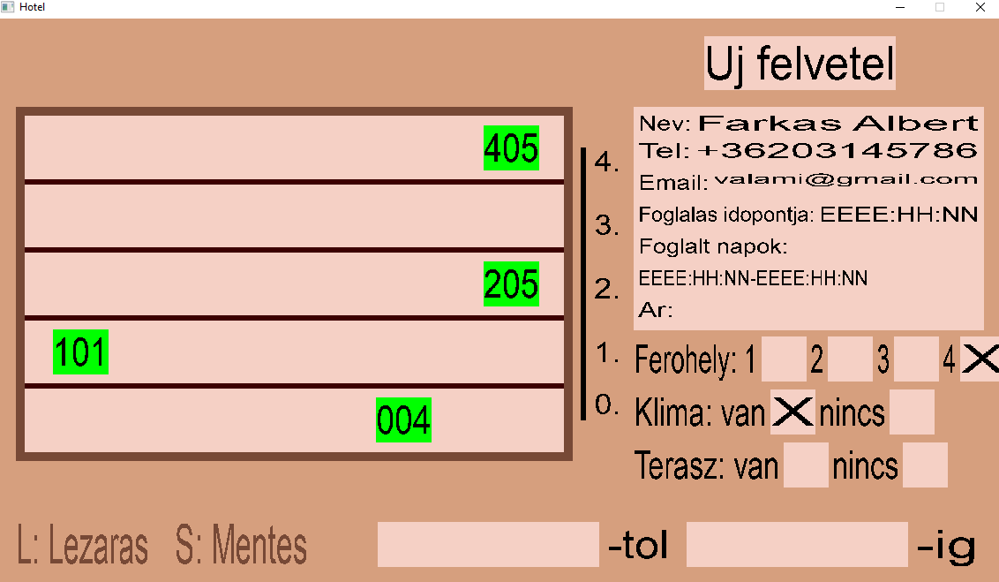 Hotel
Uj felvetel
405
205
101
004
4.
3.
2.
1.
0.
Nev: Farkas Albert
Tel: +36203145786
Email: valami@gmail.com
Foglalas idopontja: EEEE:HH:NN
Foglalt napok:
EEEE:HH:NN-EEEE:HH:NN
Ar:
Ferohely: 1 2 3 4 X
Klima: van X nincs
Terasz: van nincs
L: Lezaras S: Mentes
-tol -ig